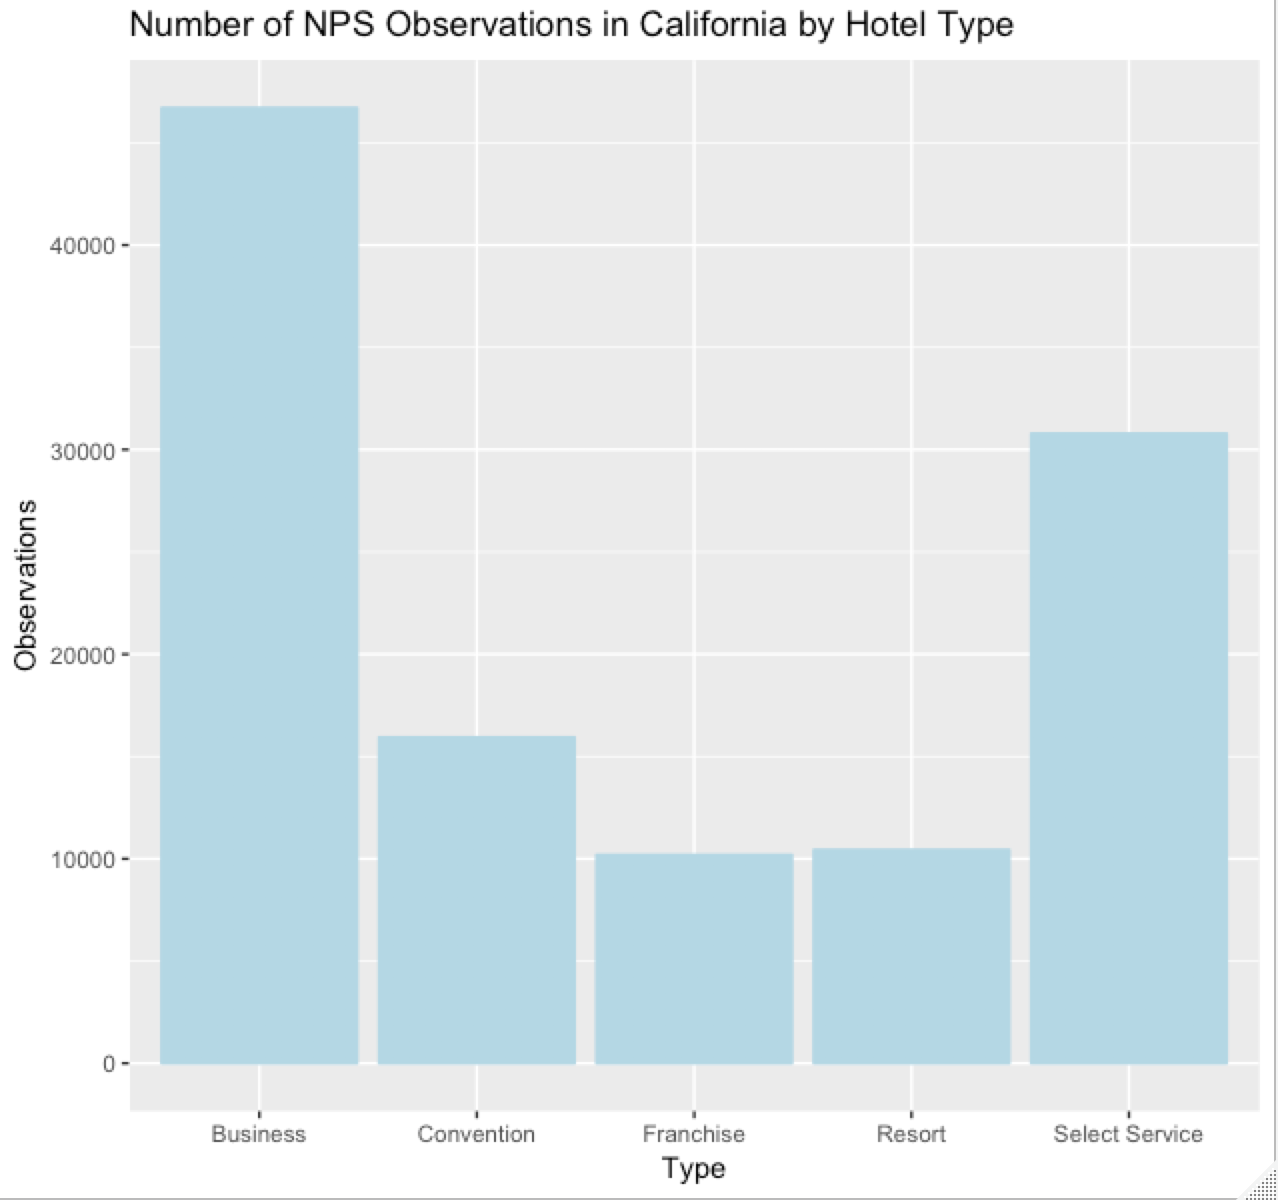 Number of NPS Observations in California by Hotel Type
Observations
40000
30000
20000
10000
0
Business Convention Franchise Resort Select Service
Type